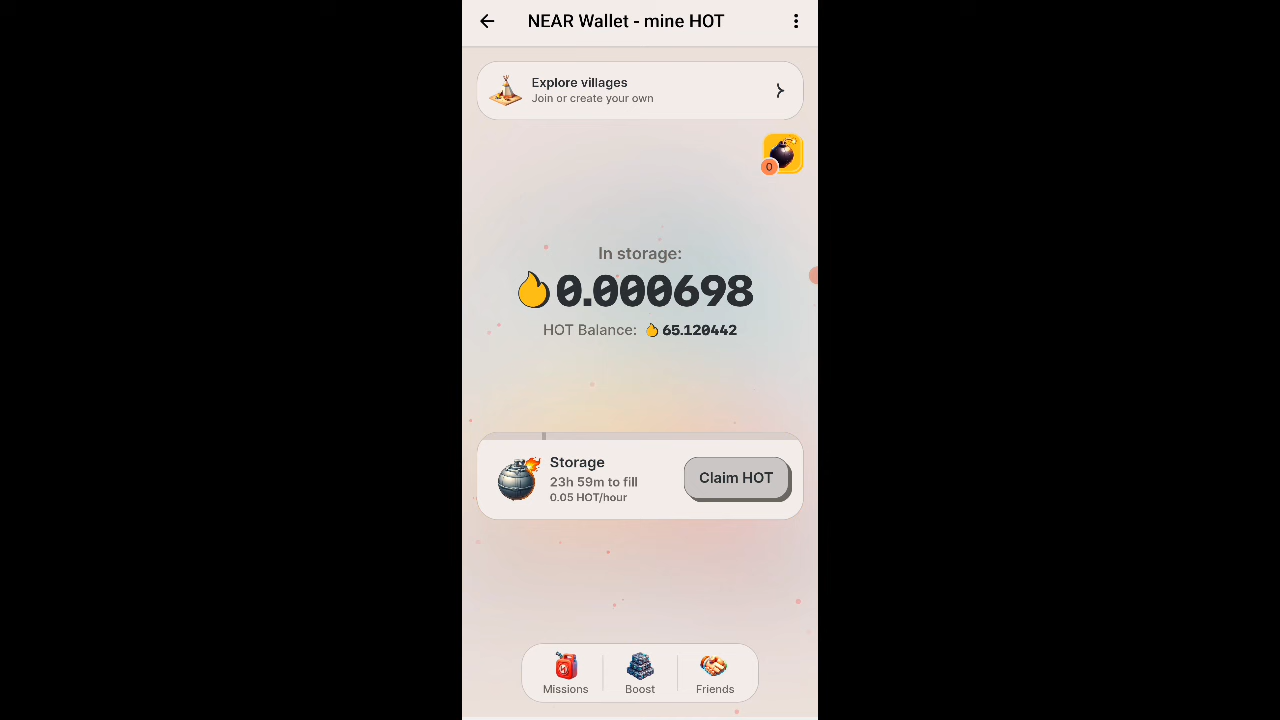 NEAR Wallet - mine HOT
Explore villages
Join or create your own
0
In storage:
0.000698
HOT Balance: 65.120442
Storage
23h 59m to fill
0.05 HOT/hour
Claim HOT
Missions
Boost
Friends